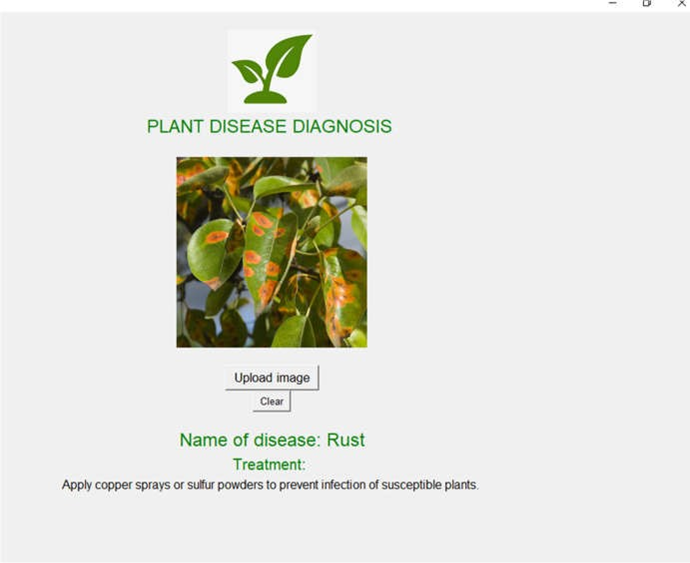 PLANT DISEASE DIAGNOSIS
Upload image
Clear
Name of disease: Rust
Treatment:
Apply copper sprays or sulfur powders to prevent infection of susceptible plants.